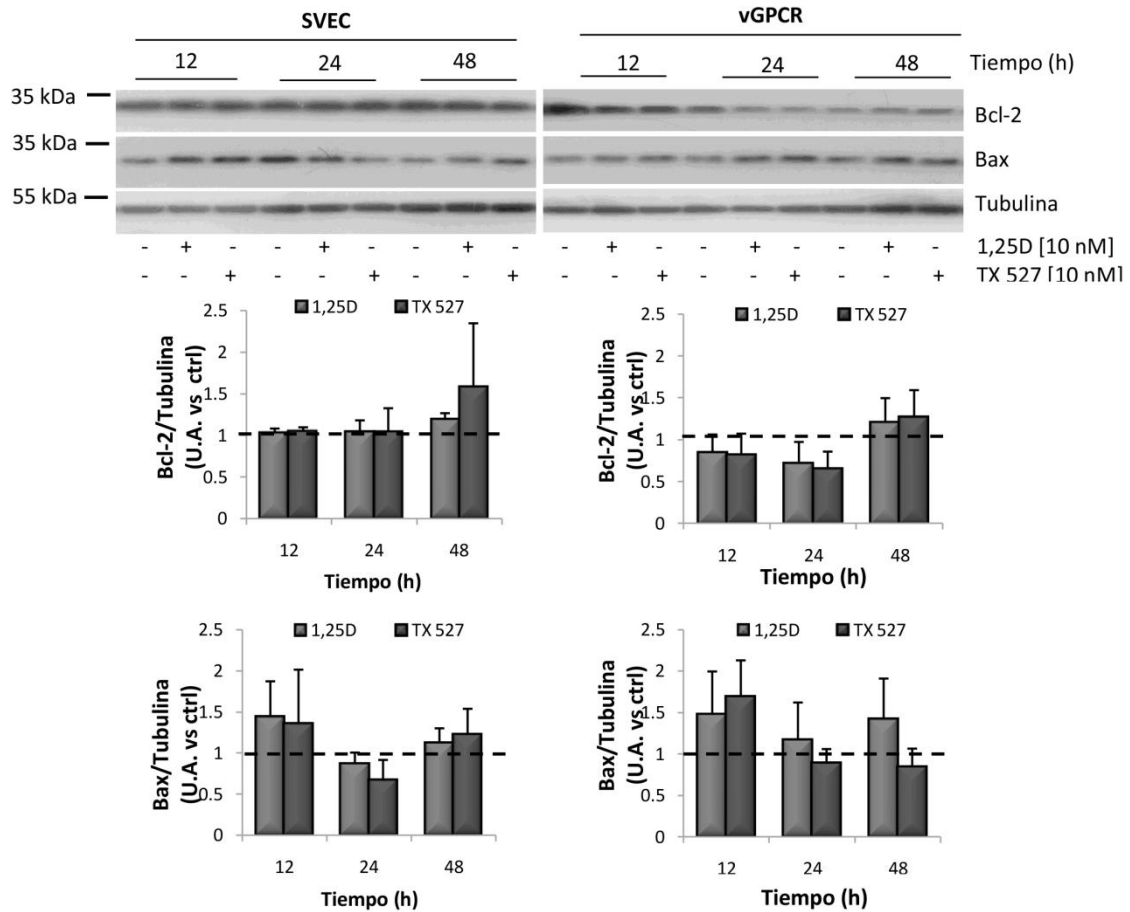 SVEC
vGPCR
12 24 48 12 24 48 Tiempo (h)
35 kDa
Bcl-2
35 kDa
Bax
55 kDa
Tubulina
- + - - + - - + - - + - - + - - + - 1,25D [10 nM]
- - + - - + - - + - - + - - + - - + TX 527 [10 nM]
1,25D TX 527
Bcl-2/Tubulina
(U.A. vs ctrl)
2.5
2
1.5
1
0.5
0
12 24 48
Tiempo (h)
1,25D TX 527
Bcl-2/Tubulina
(U.A. vs ctrl)
2.5
2
1.5
1
0.5
0
12 24 48
Tiempo (h)
1,25D TX 527
Bax/Tubulina
(U.A. vs ctrl)
2.5
2
1.5
1
0.5
0
12 24 48
Tiempo (h)
1,25D TX 527
Bax/Tubulina
(U.A. vs ctrl)
2.5
2
1.5
1
0.5
0
12 24 48
Tiempo (h)